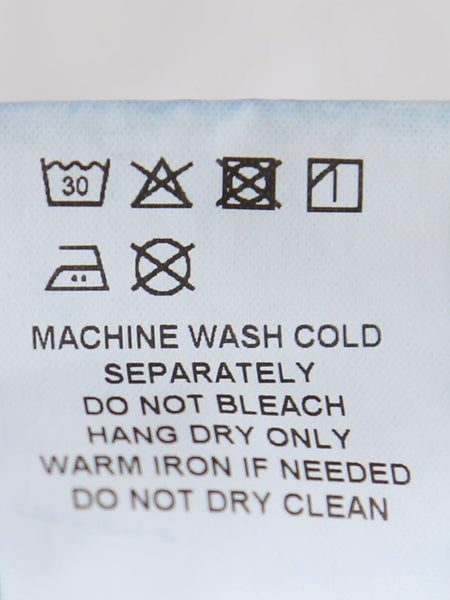 30
MACHINE WASH COLD
SEPARATELY
DO NOT BLEACH
HANG DRY ONLY
WARM IRON IF NEEDED
DO NOT DRY CLEAN